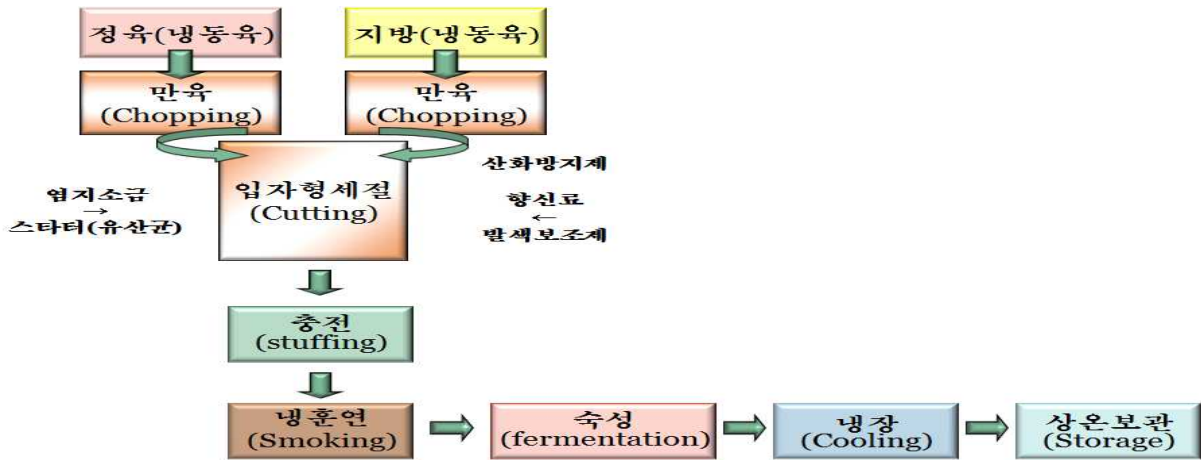 정육(냉동육)
지방(냉동육)
만육
(Chopping)
만육
(Chopping)
염지소금
→
스타터(유산균)
입자형세절
(Cutting)
산화방지제
향신료
←
발색보조제
충전
(stuffing)
냉훈연
(Smoking)
숙성
(fermentation)
냉장
(Cooling)
상온보관
(Storage)